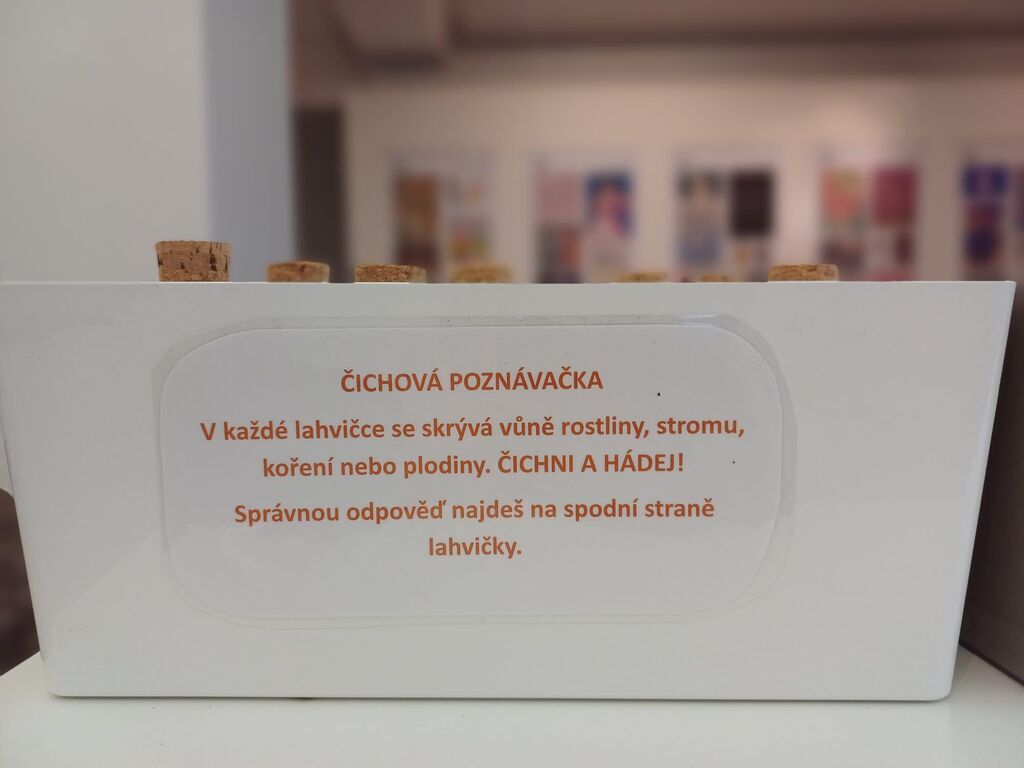 ČICHOVÁ POZNÁVAČKA
V každé lahvičce se skrývá vůně rostliny, stromu,
koření nebo plodiny. ČICHNI A HÁDEJ!
Správnou odpověď najdeš na spodní straně
lahvičky.